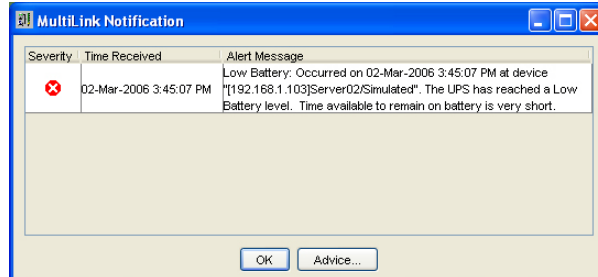 MultiLink Notification
Severity Time Received Alert Message
Low Battery: Occurred on 02-Mar-2006 3:45:07 PM at device
02-Mar-2006 3:45:07 PM "[192.168.1.103]Server02/Simulated". The UPS has reached a Low
Battery level. Time available to remain on battery is very short.
OK Advice...